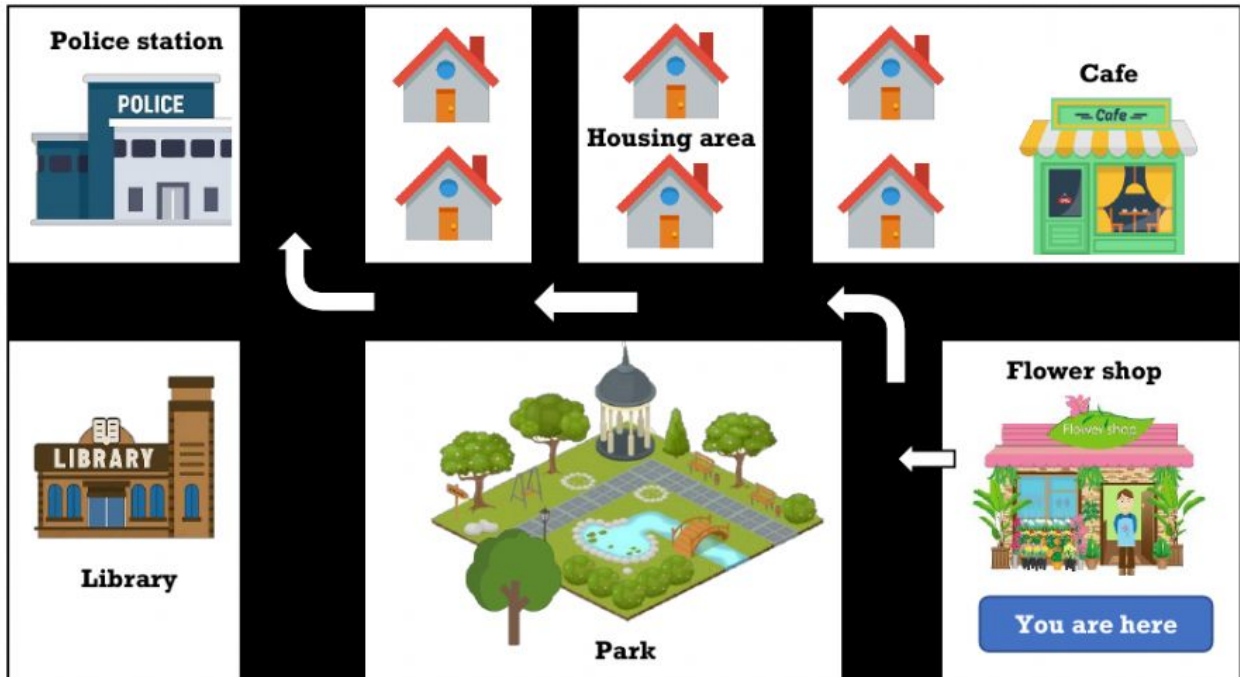 Police station
POLICE
Housing area
Cafe
Cafe
LIBRARY
Library
Park
Flower shop
Flower shop
You are here